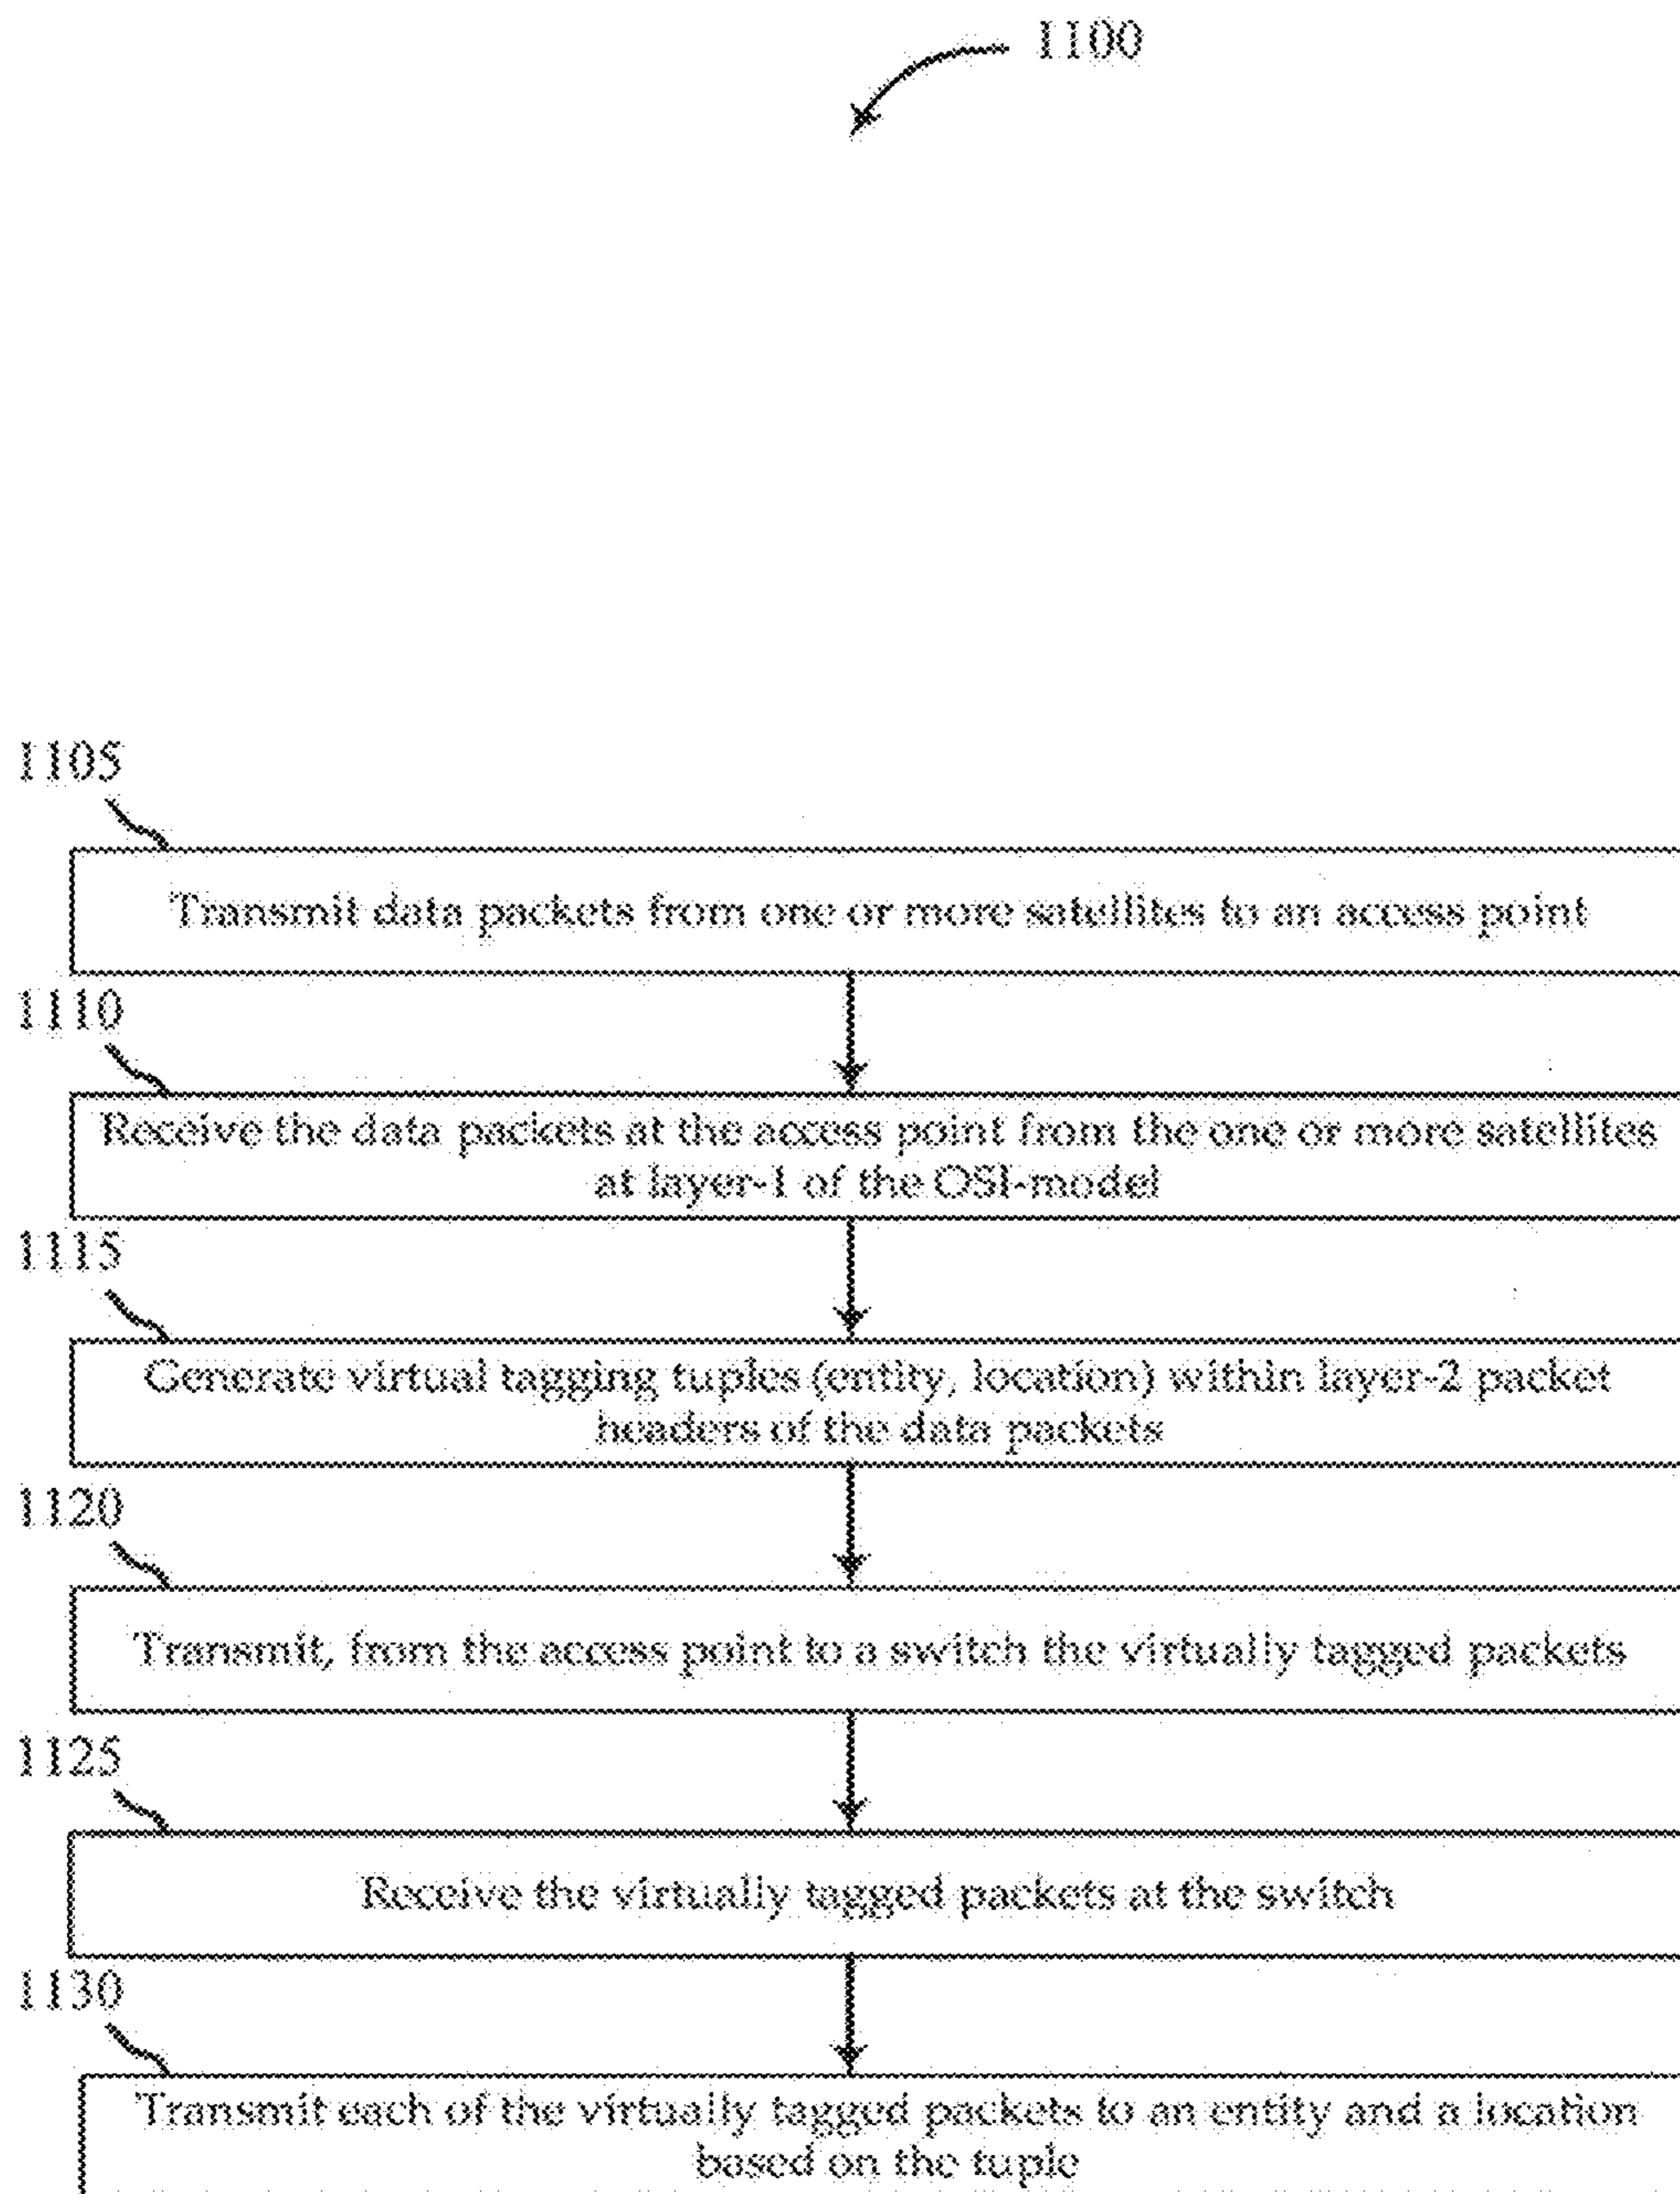 1100
1105
Transmit data packets from one or more satellites to an access point
1110
Receive the data packets at the access point from the one or more satellites
at layer-1 of the OSI-model
1115
Generate virtual tagging tuples (entity, location) within layer-2 packet
headers of the data packets
1120
Transmit, from the access point to a switch the virtually tagged packets
1125
Receive the virtually tagged packets at the switch
1130
Transmit each of the virtually tagged packets to an entity and a location
based on the tuple